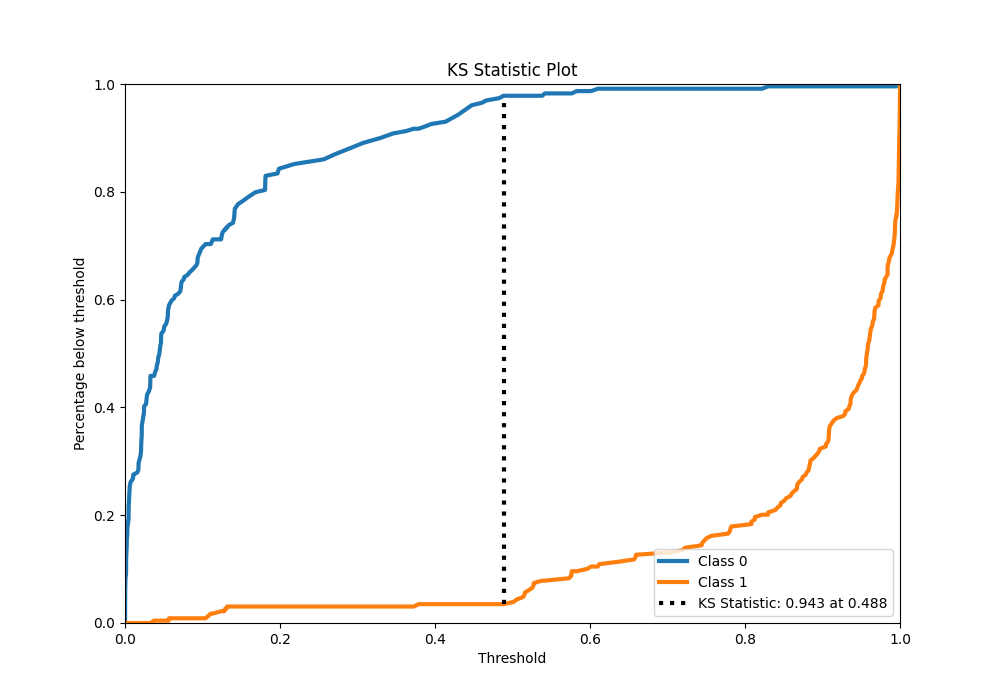 KS Statistic Plot
Percentage below threshold
1.0
0.8
0.6
0.4
0.2
0.0
0.0 0.2 0.4 0.6 0.8 1.0
Threshold
Class 0
Class 1
KS Statistic: 0.943 at 0.488